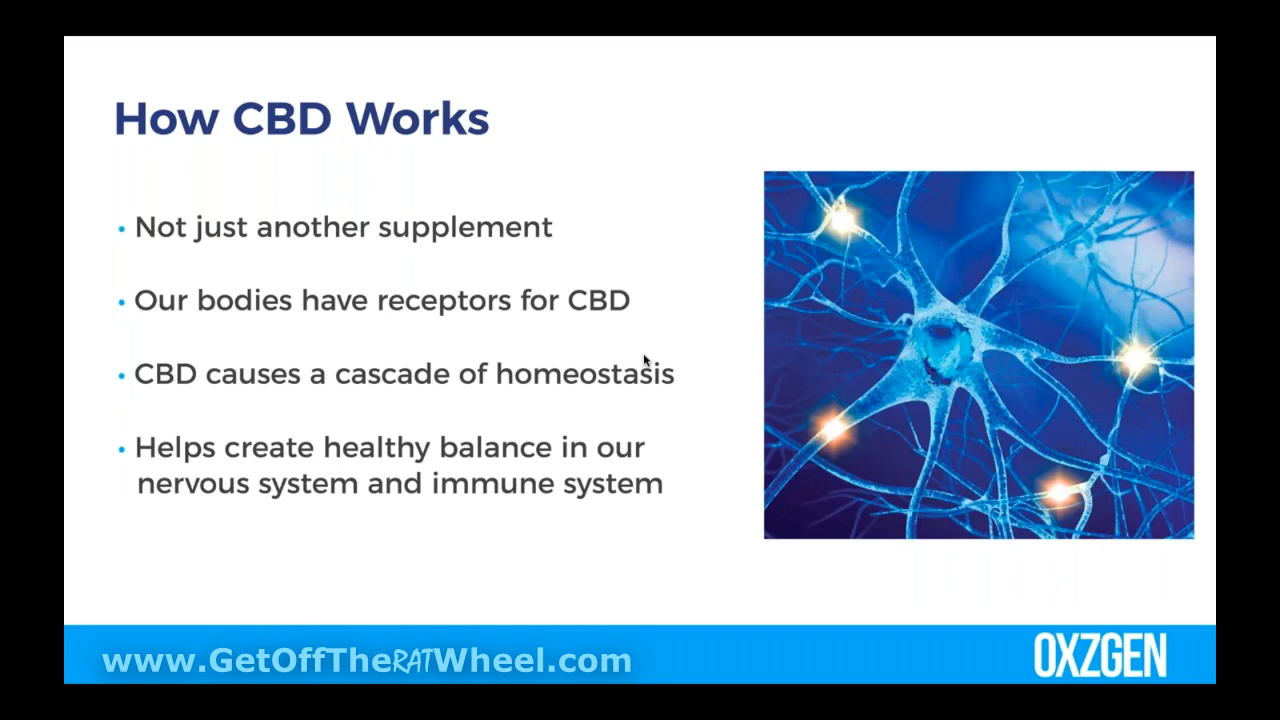 How CBD Works
• Not just another supplement
• Our bodies have receptors for CBD
• CBD causes a cascade of homeostasis
• Helps create healthy balance in our
nervous system and immune system
www.GetOffTheRATWheel.com
OXZGEN